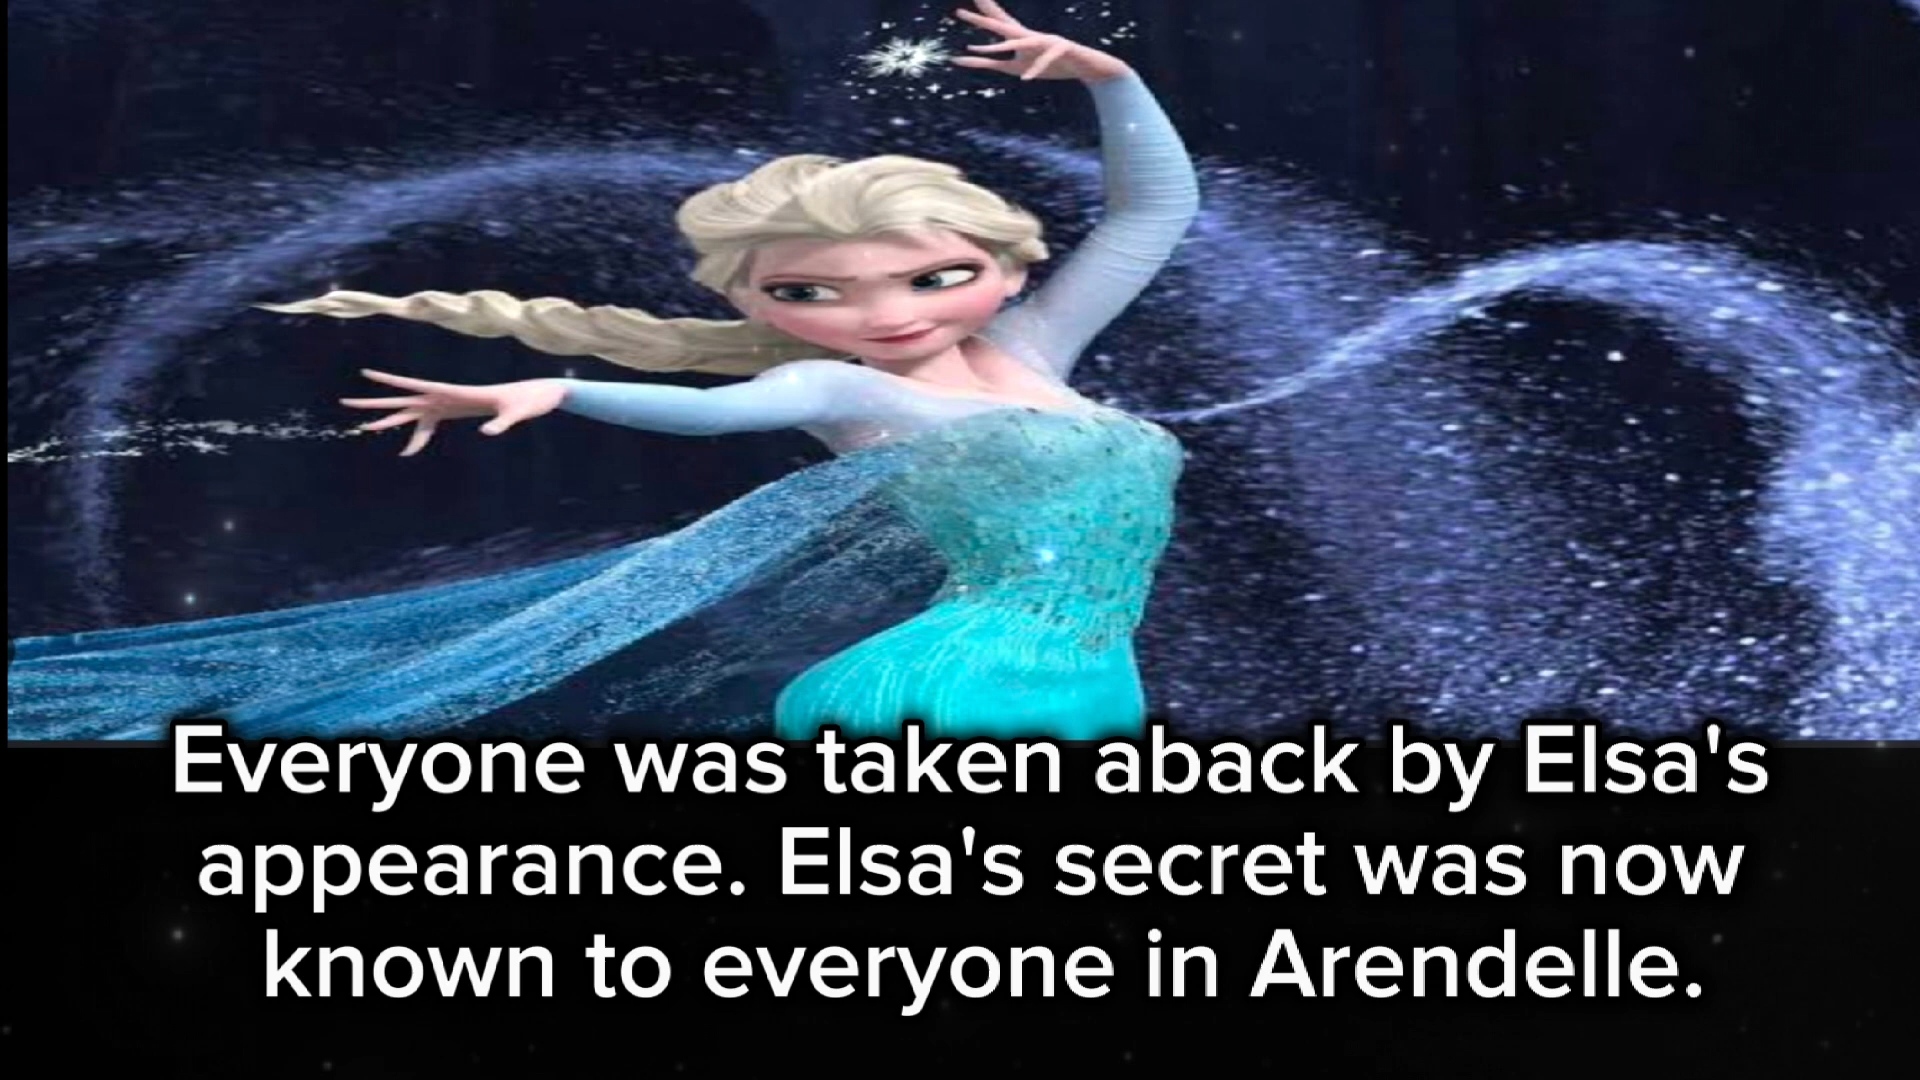 Everyone was taken aback by Elsa's
appearance. Elsa's secret was now
known to everyone in Arendelle.